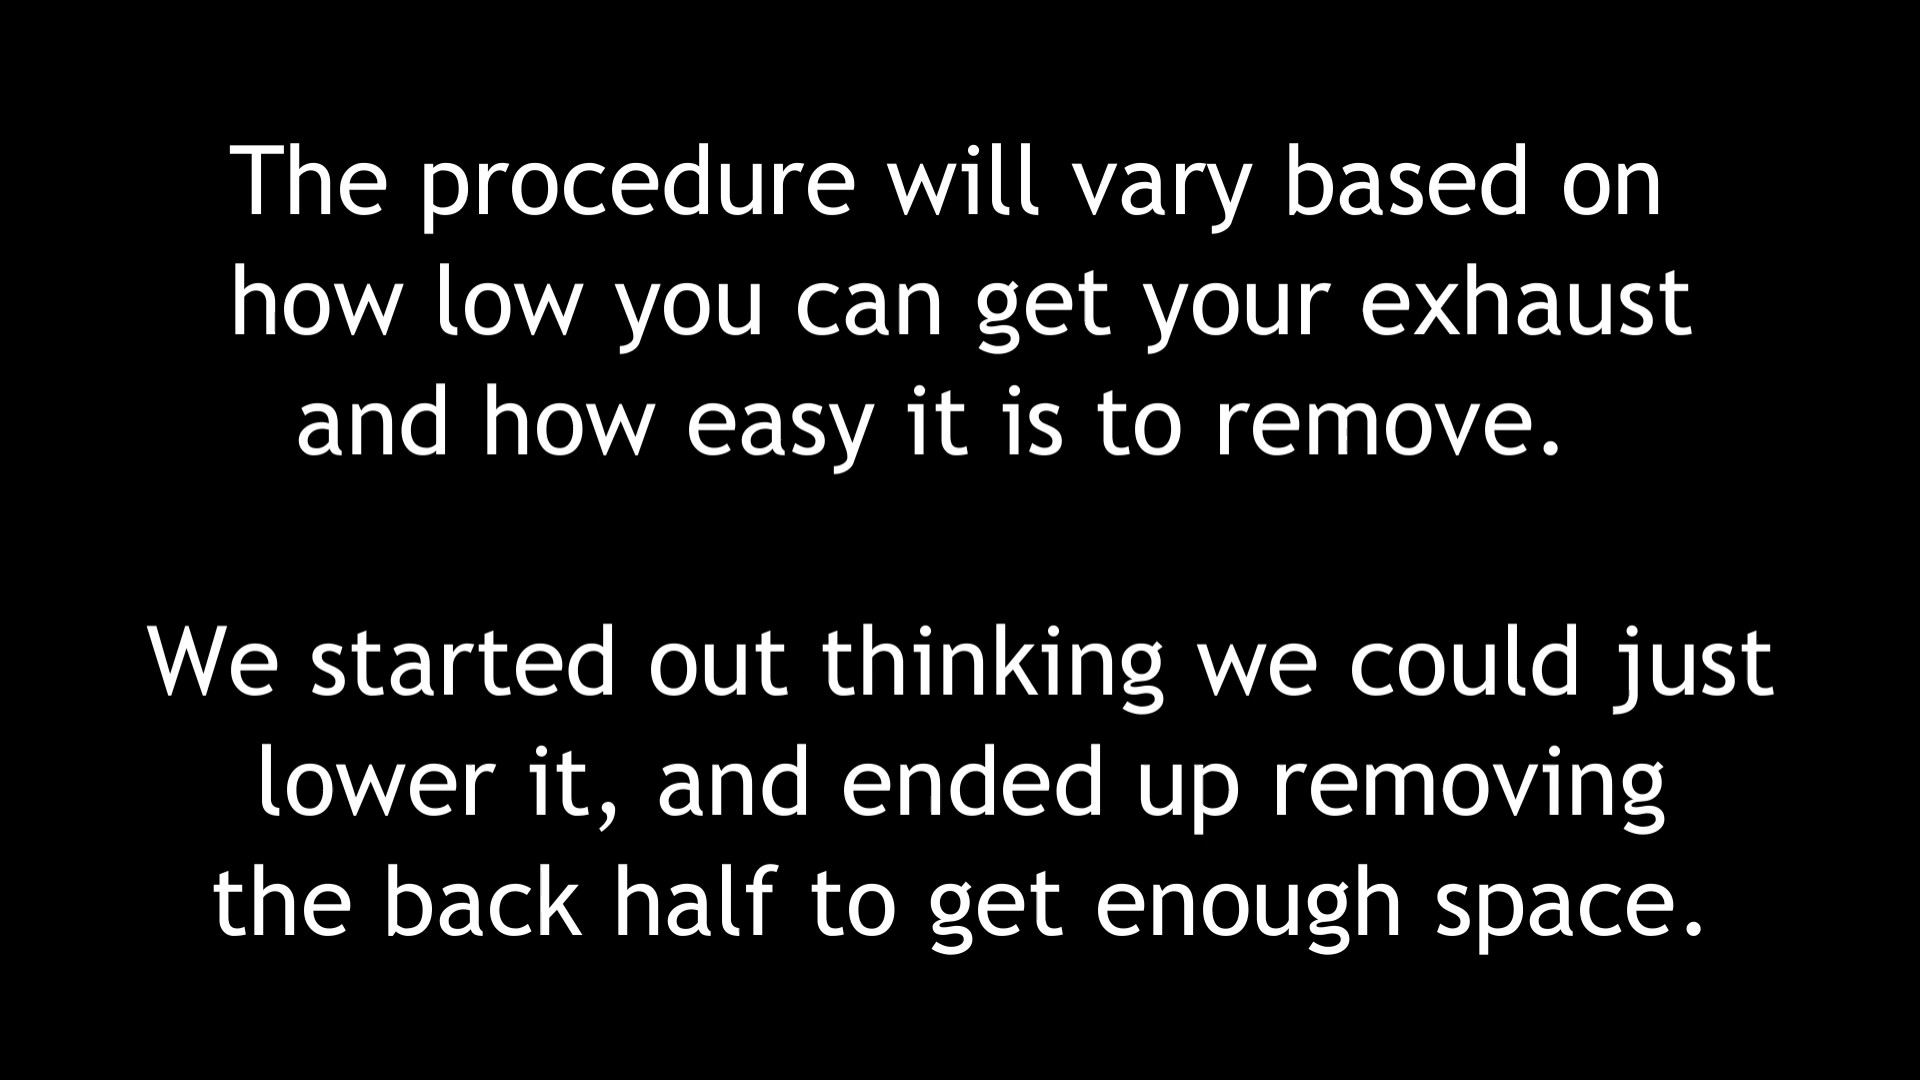 The procedure will vary based on
how low you can get your exhaust
and how easy it is to remove.
We started out thinking we could just
lower it, and ended up removing
the back half to get enough space.